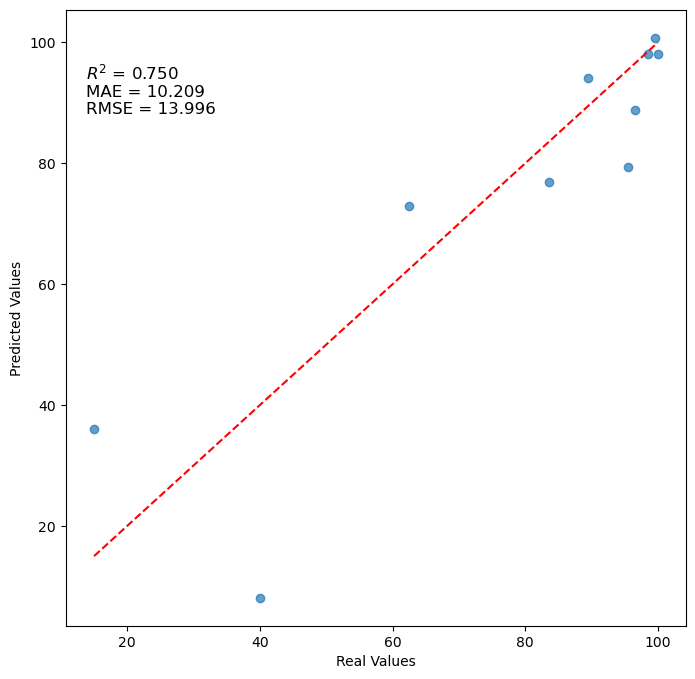 100
80
60
40
20
R² = 0.750
MAE = 10.209
RMSE = 13.996
Predicted Values
20 40 60 80 100
Real Values